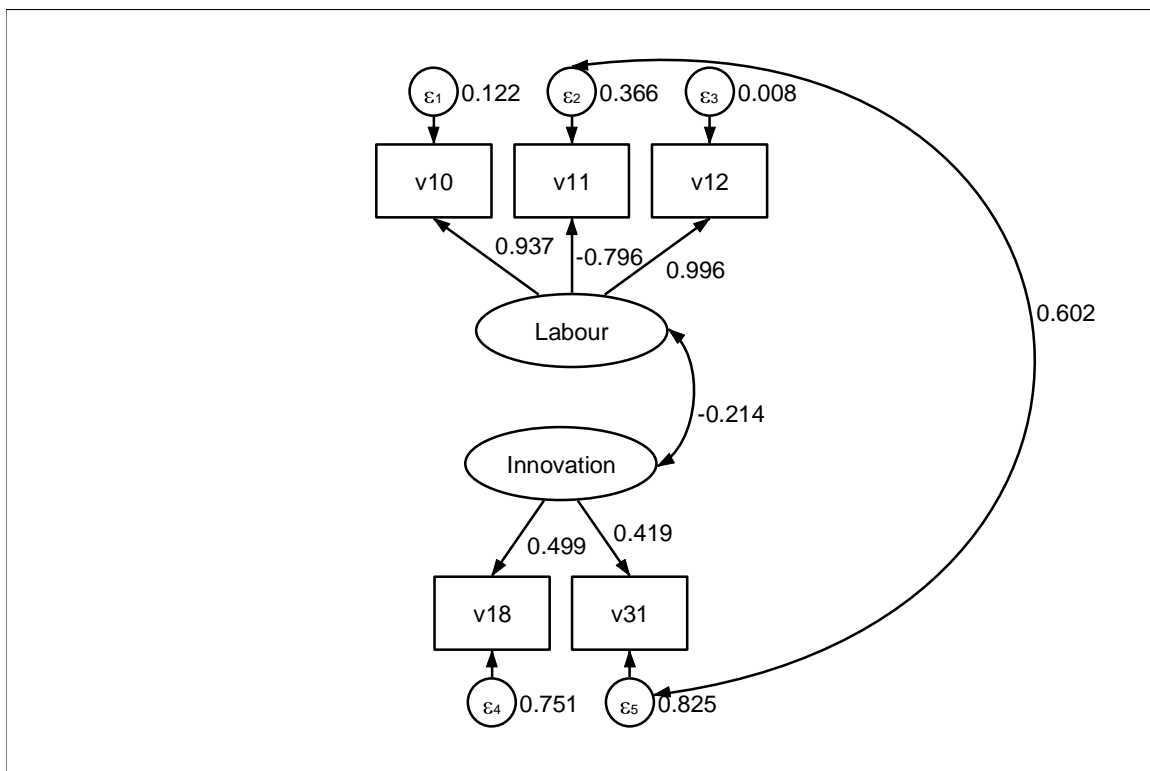 ε1 0.122 ε2 0.366 ε3 0.008
v10 v11 v12
0.937 -0.796 0.996
0.602
Labour
-0.214
Innovation
0.499 0.419
v18 v31
ε4 0.751 ε5 0.825